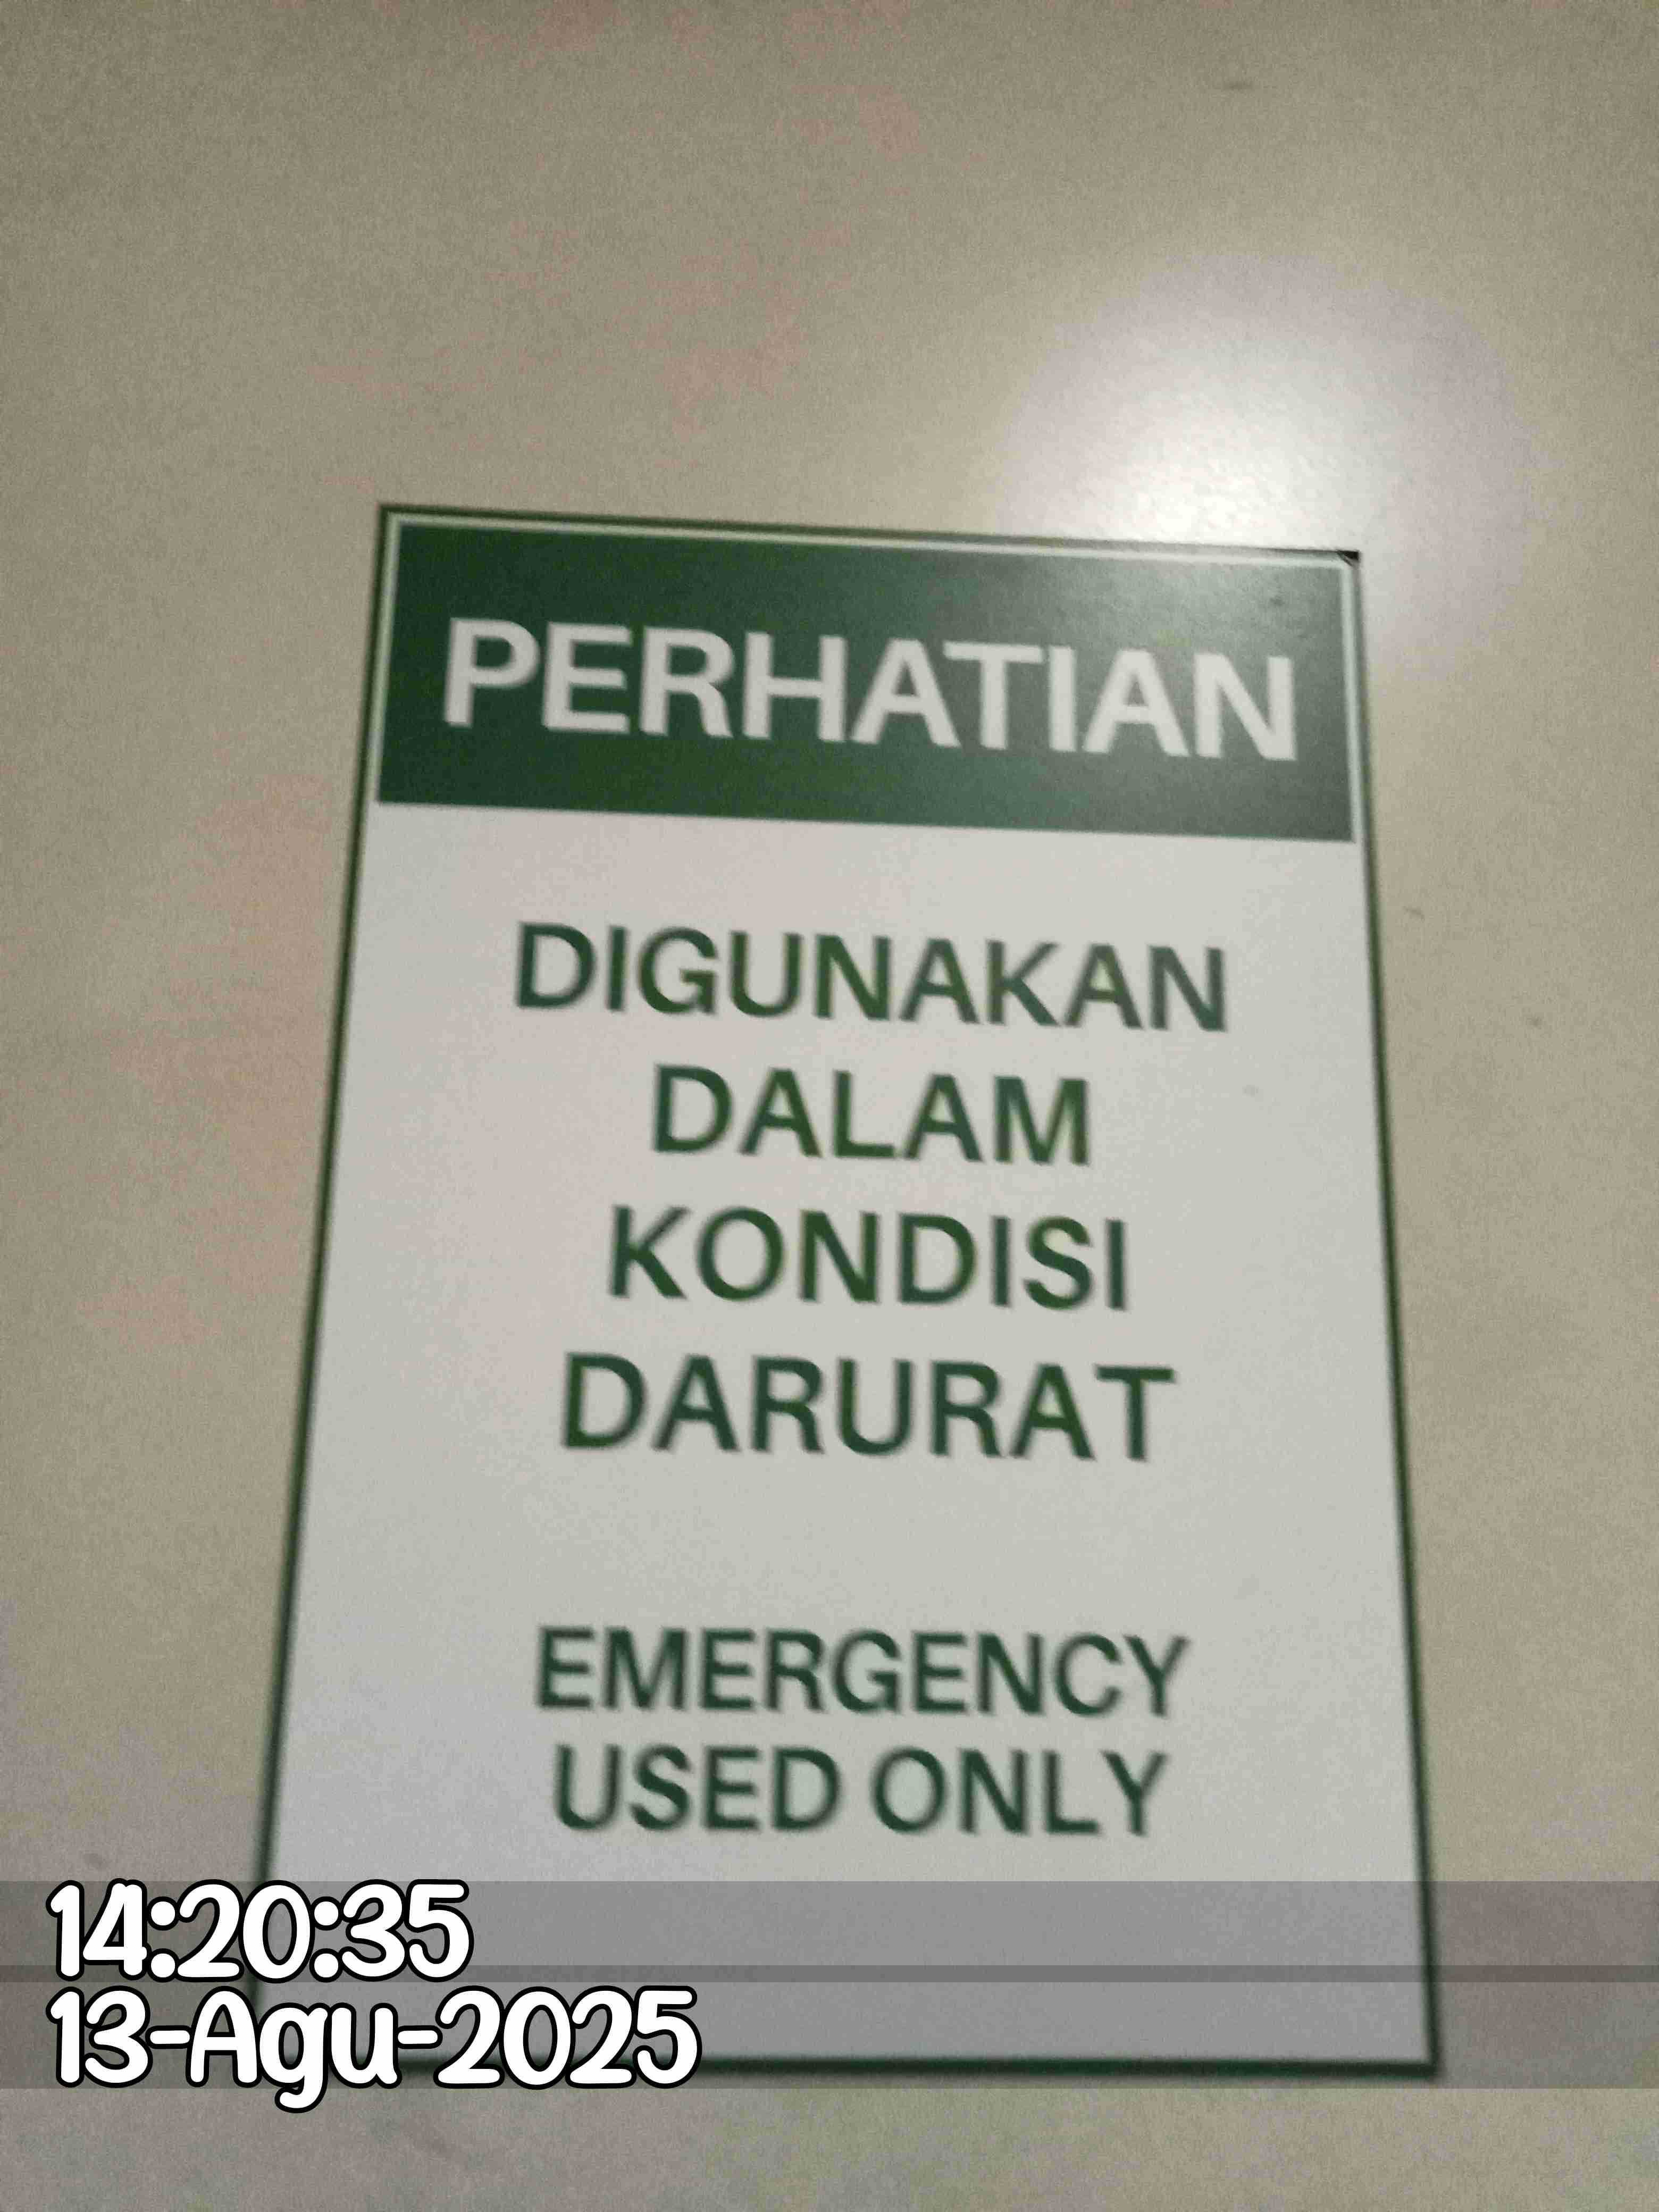 PERHATIAN
DIGUNAKAN
DALAM
KONDISI
DARURAT
EMERGENCY
USED ONLY
14:20:35
13-Agu-2025